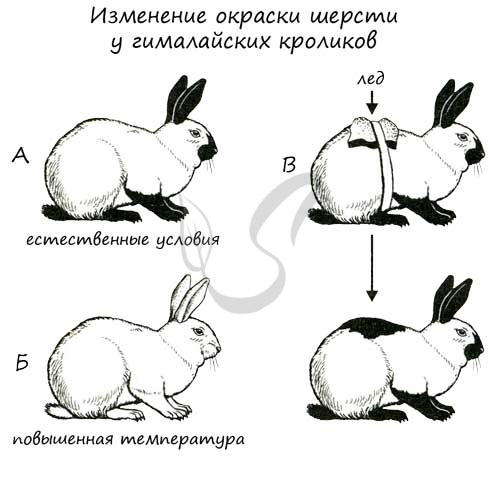 Изменение окраски шерсти
у гималайских кроликов
А
естественные условия
лед
В
Б
повышенная температура